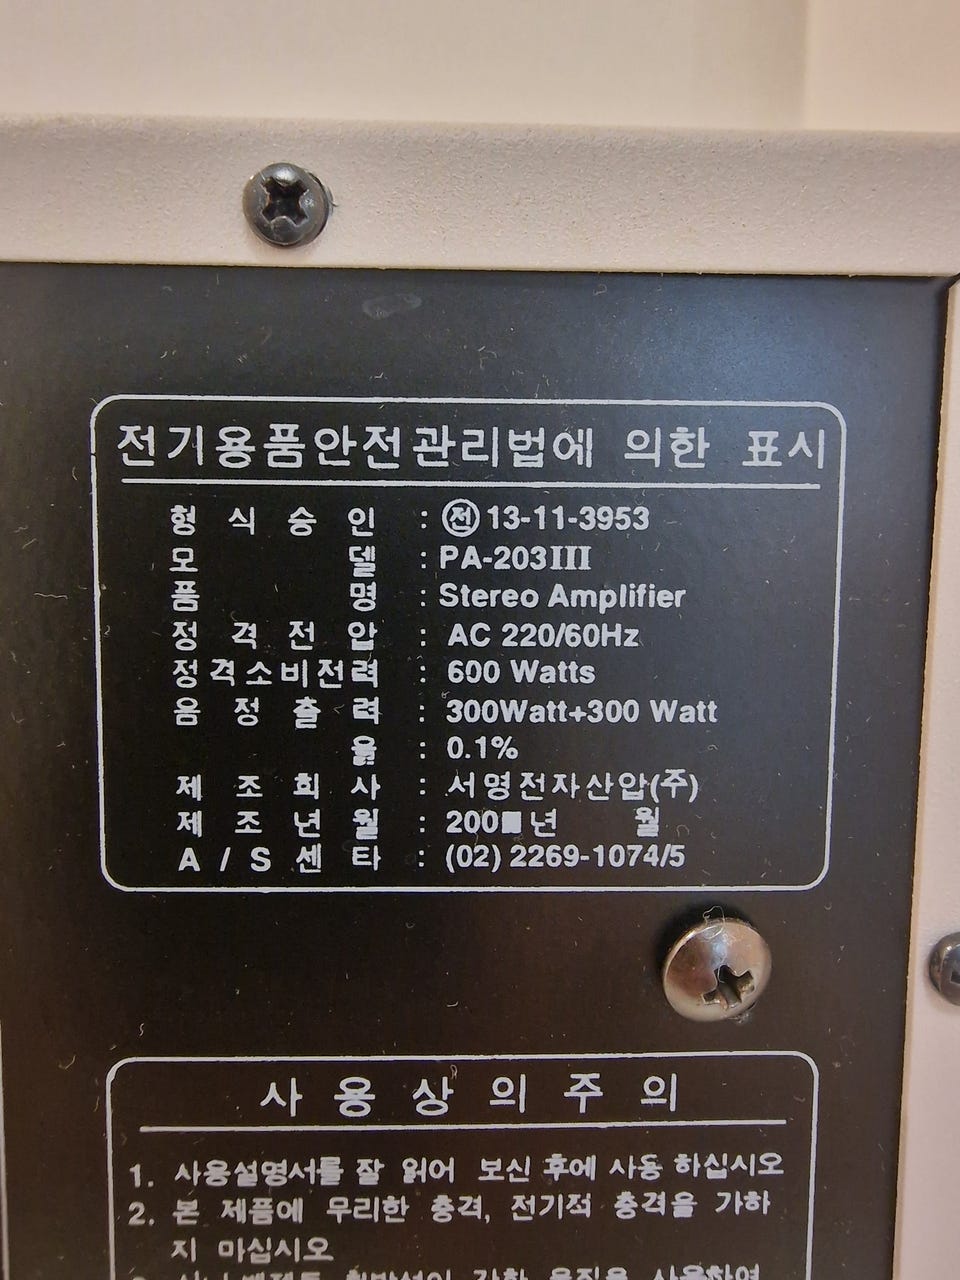 전기용품안전관리법에 의한 표시
형 식 승 인 : ㉠전 13-11-3953
모 델 : PA-203III
품 명 : Stereo Amplifier
정 격 전 압 : AC 220/60Hz
정격소비전력 : 600 Watts
음 정 출 력 : 300Watt+300 Watt
율 : 0.1%
제 조 회 사 : 서명전자산압(주)
제 조 년 월 : 200 년 월
A / S 센 타 : (02) 2269-1074/5
사 용 상 의 주 의
1. 사용설명서를 잘 읽어 보신 후에 사동 하십시오
2. 본 제품에 무리한 충격, 전기적 충격을 가하
지 마십시오